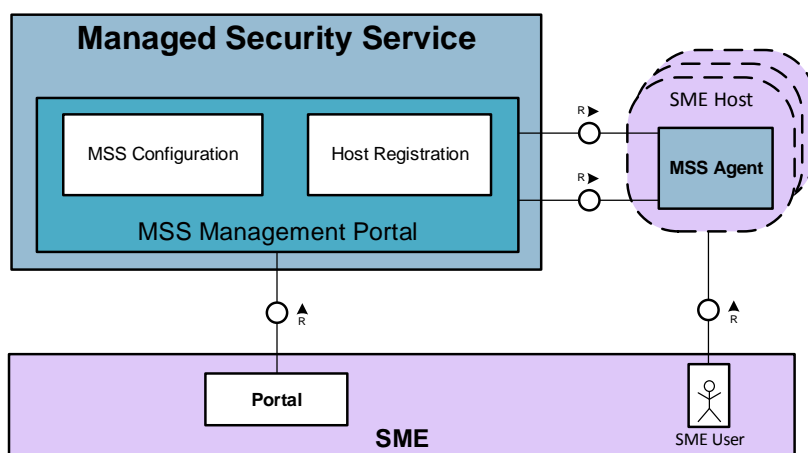 Managed Security Service
SME Host
R
MSS Configuration
Host Registration
MSS Agent
R
MSS Management Portal
R
R
Portal
SME
SME User